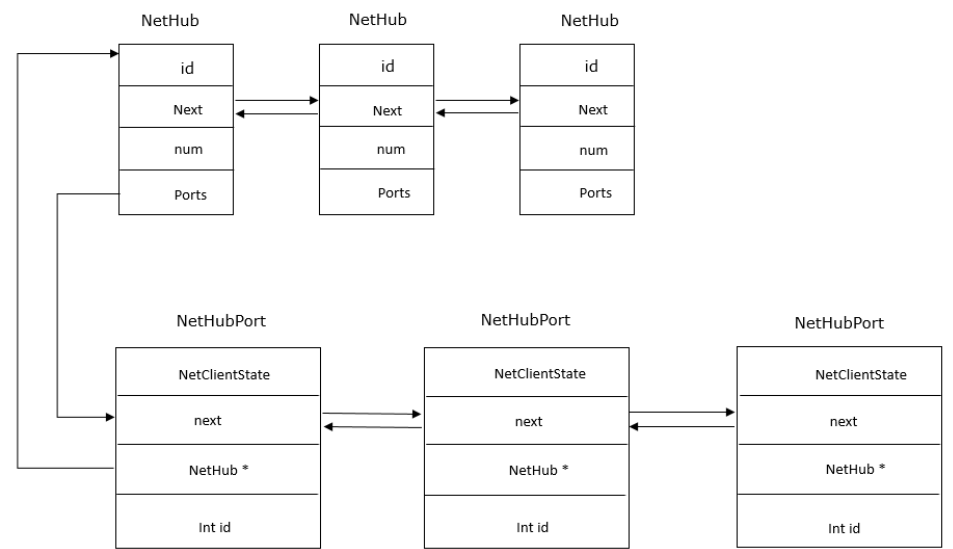 NetHub
NetHub
NetHub
id
id
id
Next
Next
Next
num
num
num
Ports
Ports
Ports
NetHubPort
NetHubPort
NetHubPort
NetClientState
NetClientState
NetClientState
next
next
next
NetHub *
NetHub *
NetHub *
Int id
Int id
Int id